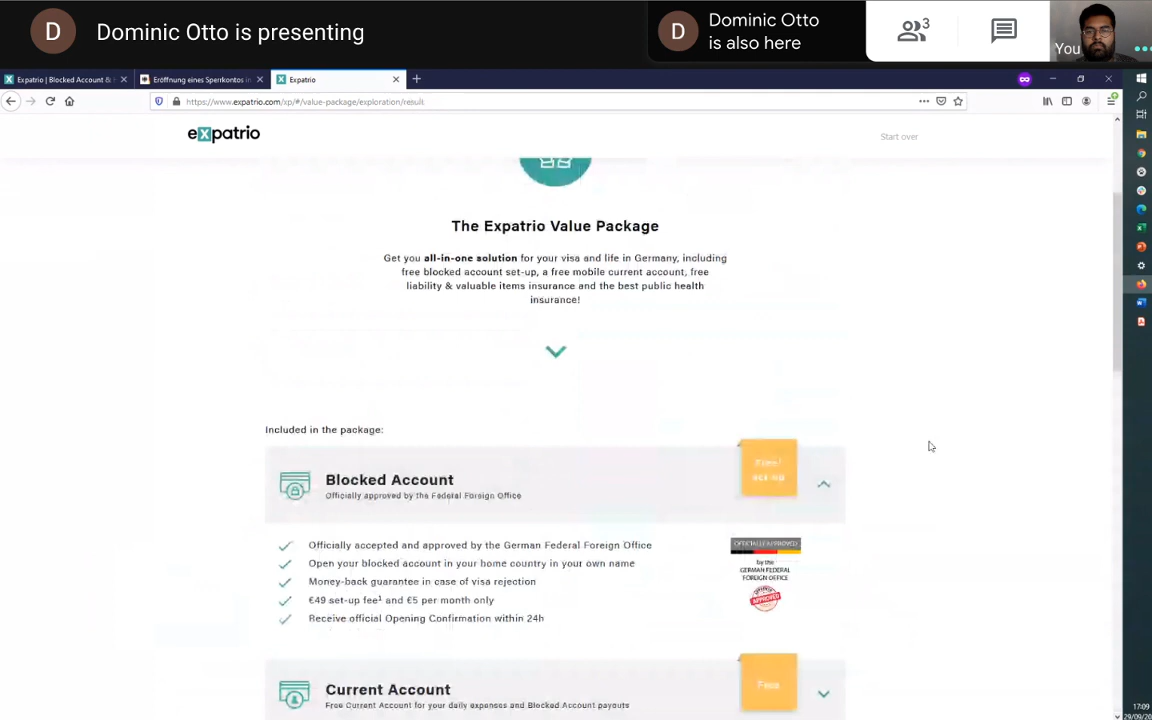 D
Dominic Otto is presenting
D
Dominic Otto
is also here
3
You
Expatrio | Blocked Account &
Eröffnung eines Sperrkontos in
Expatrio
https://www.expatrio.com/xp/#/value-package/exploration/result
expatrio
Start over
The Expatrio Value Package
Get you all-in-one solution for your visa and life in Germany, including
free blocked account set-up, a free mobile current account, free
liability & valuable items insurance and the best public health
insurance!
Included in the package:
Blocked Account
Officially approved by the Federal Foreign Office
Officially accepted and approved by the German Federal Foreign Office
Open your blocked account in your home country in your own name
Money-back guarantee in case of visa rejection
€49 set-up fee¹ and €5 per month only
Receive official Opening Confirmation within 24h
OFFICIALLY APPROVED
by the
GERMAN FEDERAL
FOREIGN OFFICE
APPROVED
Current Account
Free Current Account for your daily expenses and Blocked Account payouts
Free
17:09